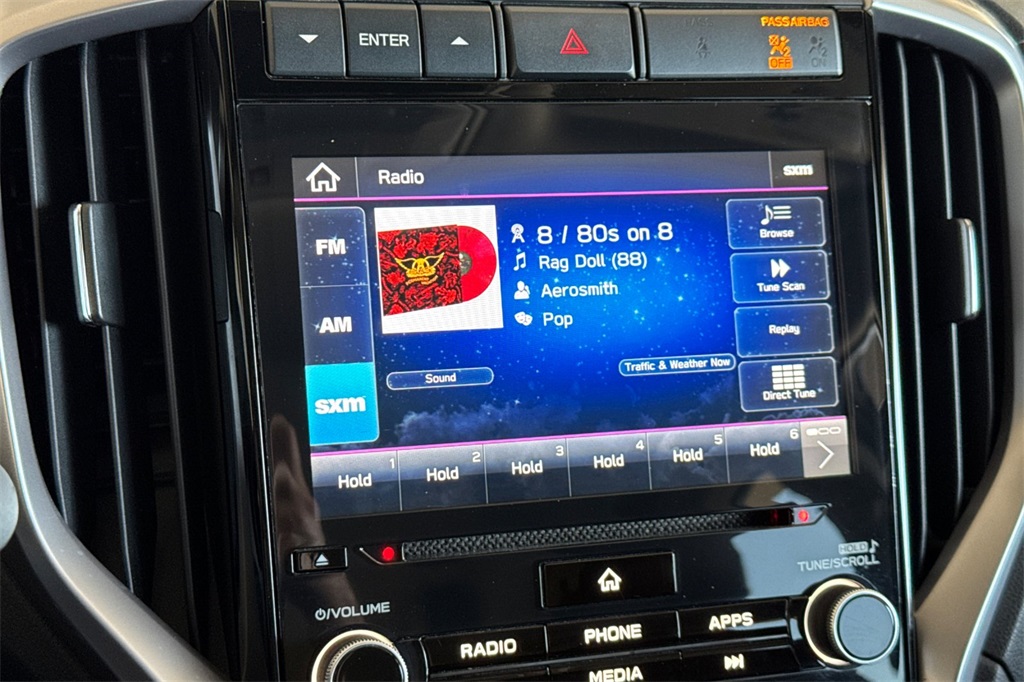 ENTER
PASS AIRBAG
OFF
ON
Radio
sxm
FM
8 / 80s on 8
Browse
Rag Doll (88)
Tune Scan
Aerosmith
AM
Pop
Replay
Traffic & Weather Now
Sound
Direct Tune
sxm
Hold 1
Hold 2
Hold 3
Hold 4
Hold 5
Hold 6
HOLD
TUNE/SCROLL
/VOLUME
RADIO
PHONE
APPS
MEDIA